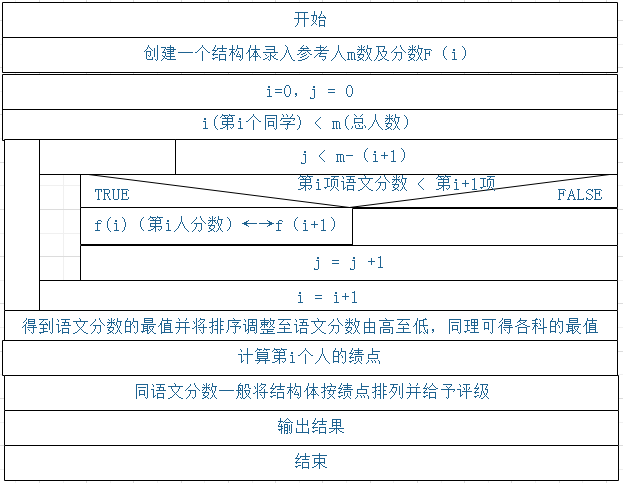 开始
创建一个结构体录入参考人m数及分数F（i）
i=0，j = 0
i(第i个同学) < m(总人数）
j < m-（i+1）
第i项语文分数 < 第i+1项
TRUE
FALSE
f(i)（第i人分数）←→f（i+1）
j = j +1
i = i+1
得到语文分数的最值并将排序调整至语文分数由高至低，同理可得各科的最值
计算第i个人的绩点
同语文分数一般将结构体按绩点排列并给予评级
输出结果
结束